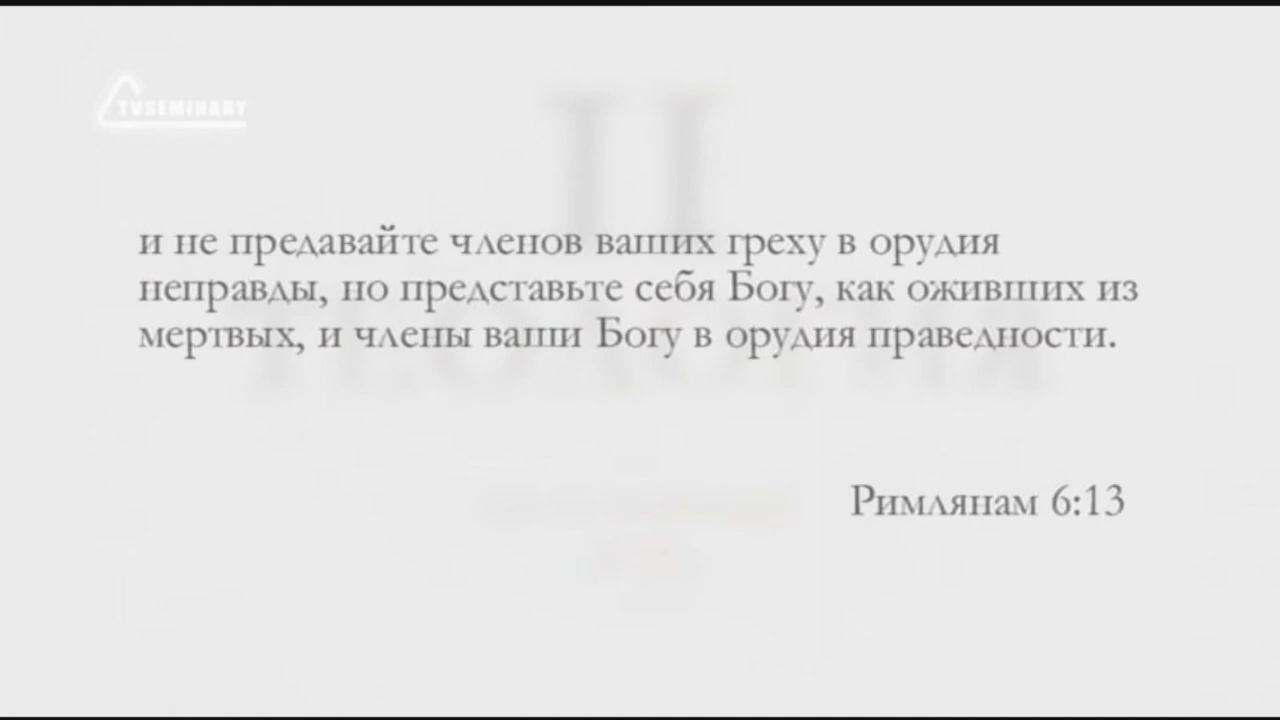 TVSEMINARY
и не предавайте членов ваших греху в орудия
неправды, но представьте себя Богу, как оживших из
мертвых, и члены ваши Богу в орудия праведности.
Римлянам 6:13